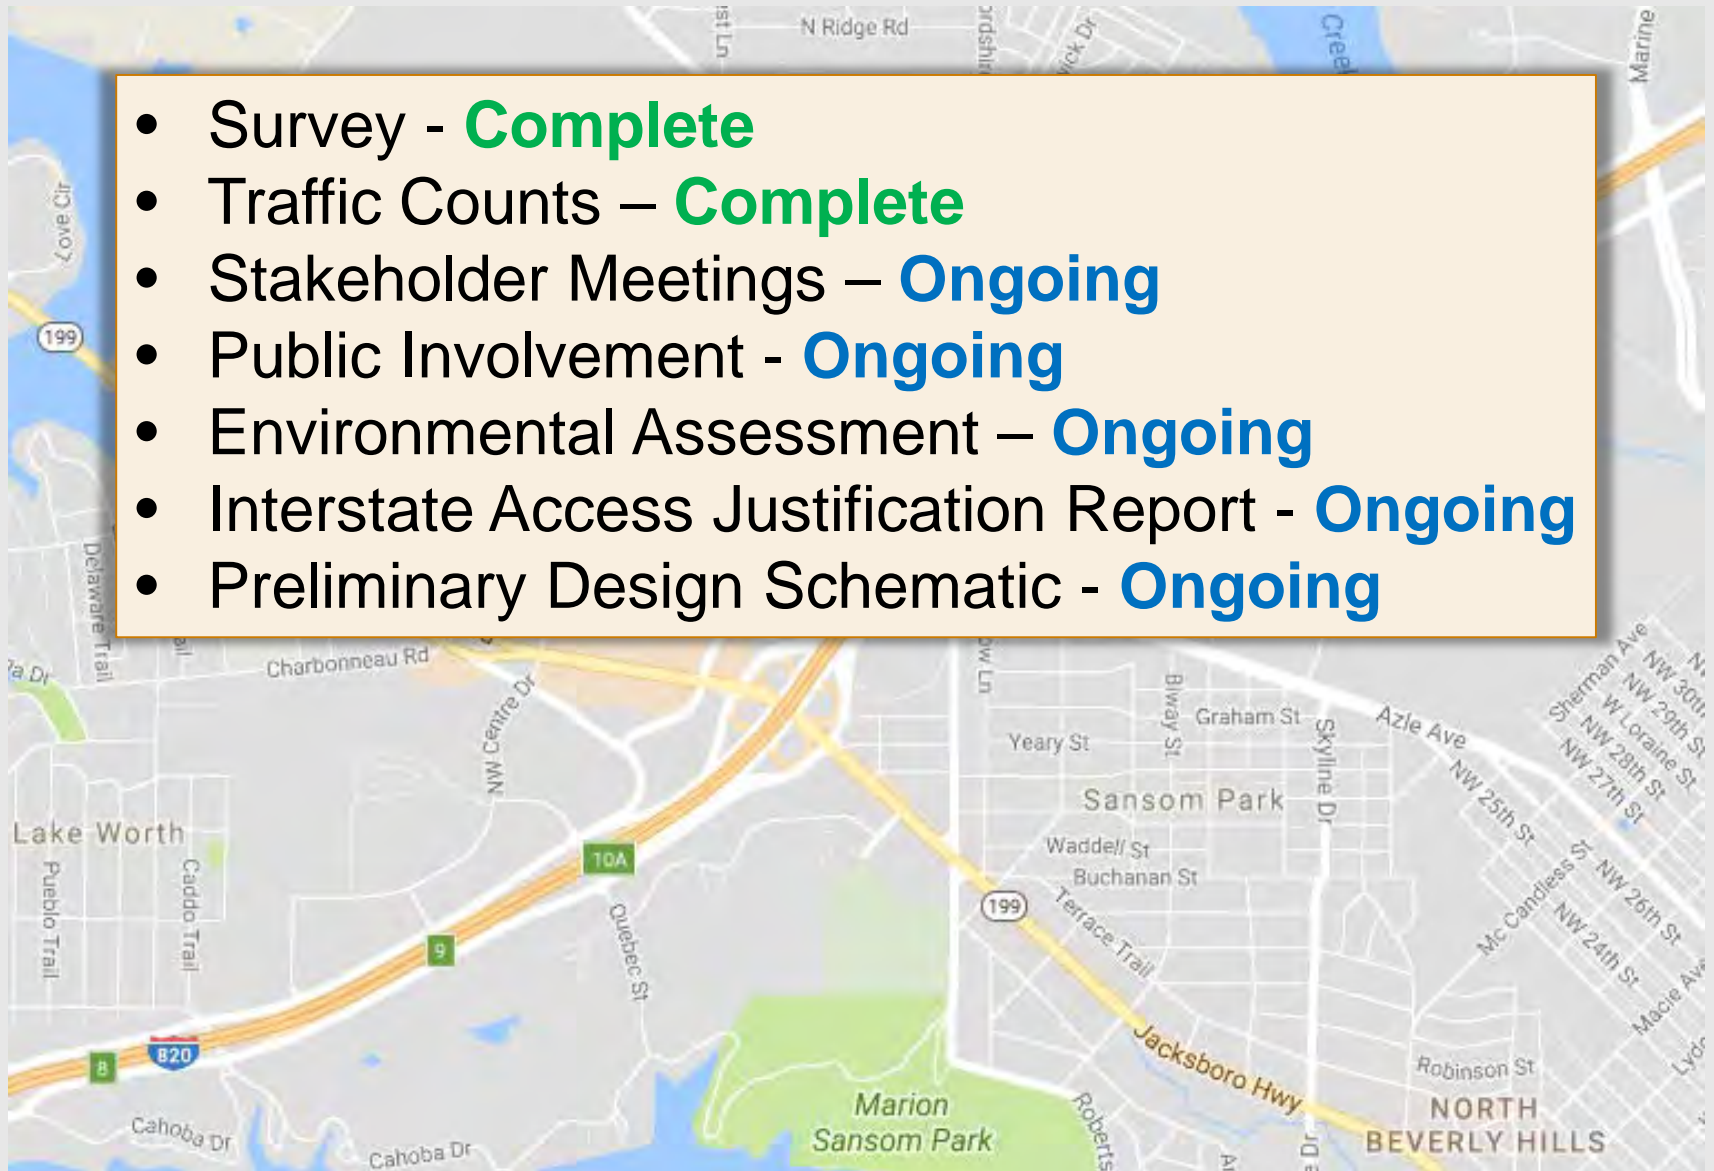 N Ridge Rd
Marine
• Survey - Complete
• Traffic Counts – Complete
• Stakeholder Meetings – Ongoing
• Public Involvement - Ongoing
• Environmental Assessment – Ongoing
• Interstate Access Justification Report - Ongoing
• Preliminary Design Schematic - Ongoing
Love Cir
199
Delaware Trail
Charbonneau Rd
NW Centre Dr
Biway St
Graham St
Skyline Dr
Azle Ave
Yeary St
Sherman Ave
W Loraine St
NW 29th St
NW 28th St
NW 27th St
NW 25th St
NW 26th St
NW 24th St
Sansom Park
Lake Worth
Pueblo Trail
Caddo Trail
10A
Waddell St
Buchanan St
199
Terrace Trail
Mc Candless St
Macie Ave
Quebec St
9
820
8
Jacksboro Hwy
Robinson St
Marion
Sansom Park
NORTH
BEVERLY HILLS
Cahoba Dr
Cahoba Dr